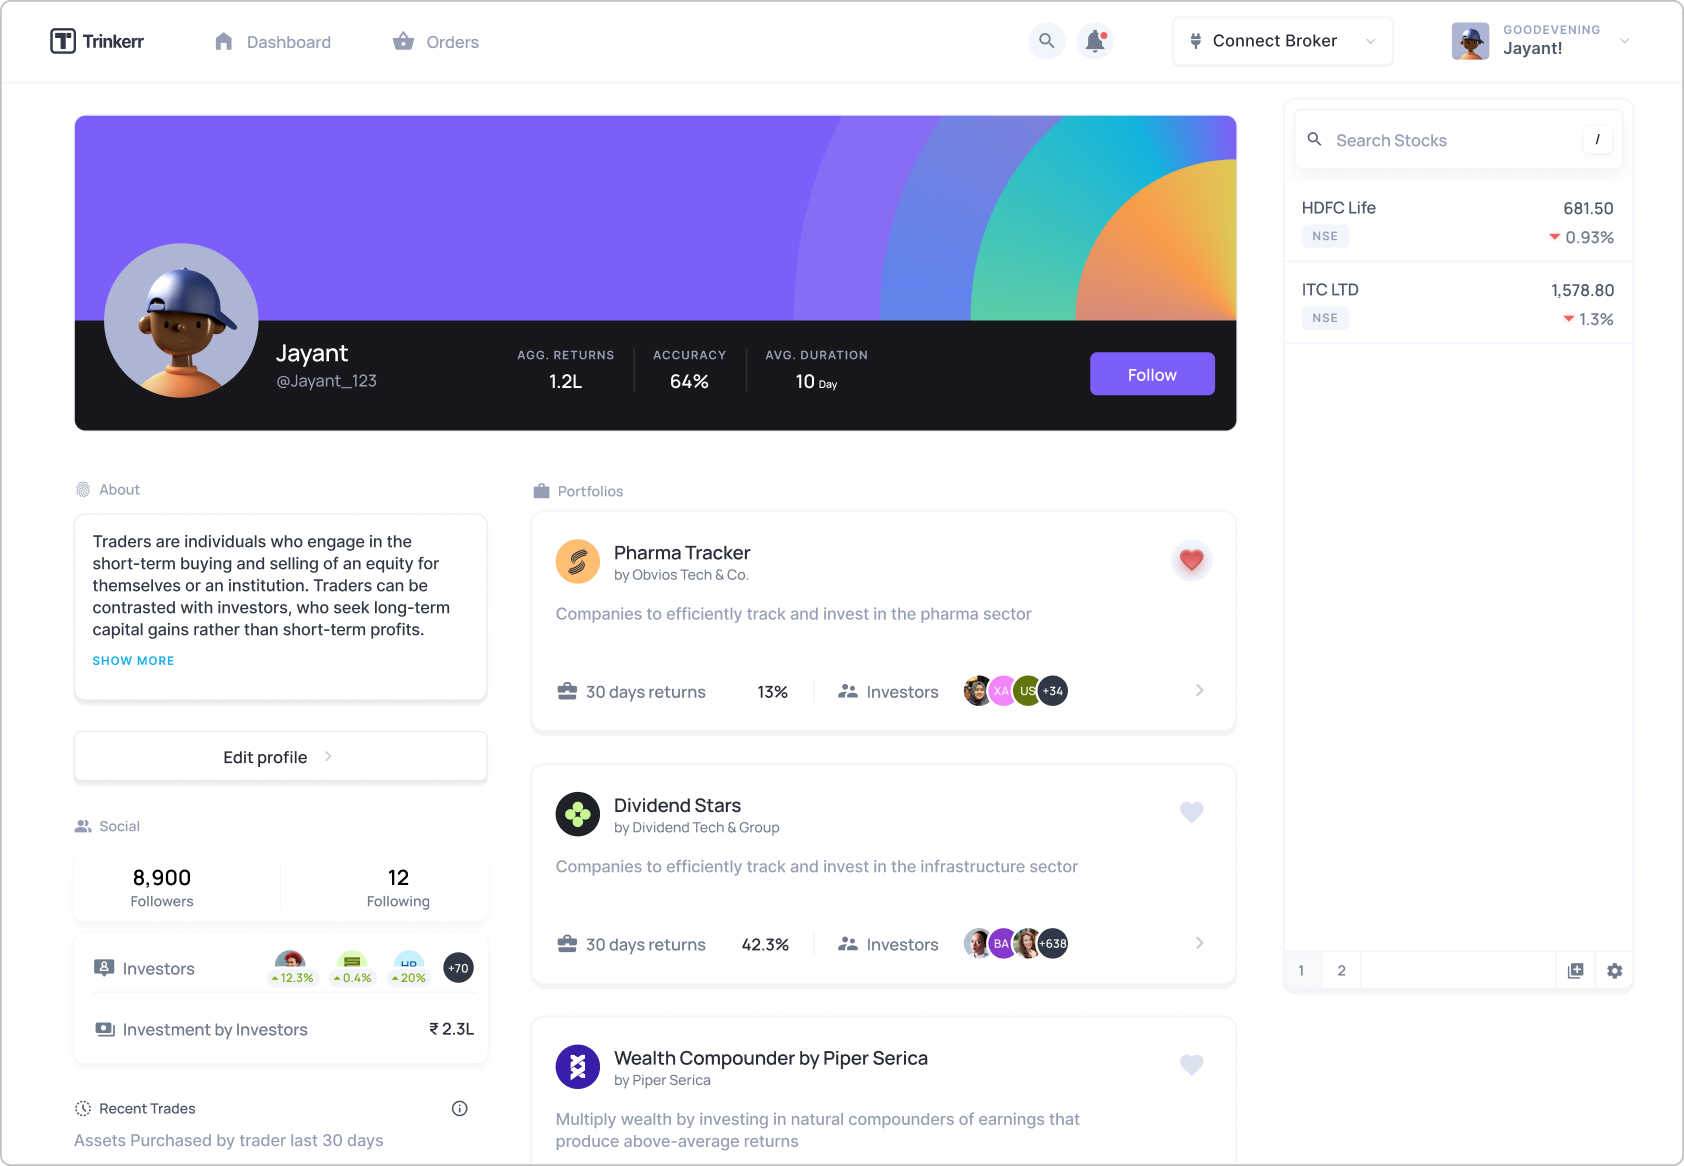 Trinkerr
Dashboard
Orders
Connect Broker
GOODEVENING
Jayant!
Jayant
@Jayant_123
AGG. RETURNS
1.2L
ACCURACY
64%
AVG. DURATION
10 Day
Follow
Search Stocks
/
HDFC Life
681.50
NSE
0.93%
ITC LTD
1,578.80
NSE
1.3%
1
2
About
Traders are individuals who engage in the
short-term buying and selling of an equity for
themselves or an institution. Traders can be
contrasted with investors, who seek long-term
capital gains rather than short-term profits.
SHOW MORE
Edit profile
Social
8,900
Followers
12
Following
Investors
12.3%
0.4%
HR
20%
+70
Investment by Investors
₹ 2.3L
Recent Trades
Assets Purchased by trader last 30 days
Portfolios
Pharma Tracker
by Obvios Tech & Co.
Companies to efficiently track and invest in the pharma sector
30 days returns
13%
Investors
XA
US
+34
Dividend Stars
by Dividend Tech & Group
Companies to efficiently track and invest in the infrastructure sector
30 days returns
42.3%
Investors
BA
+638
Wealth Compounder by Piper Serica
by Piper Serica
Multiply wealth by investing in natural compounders of earnings that
produce above-average returns